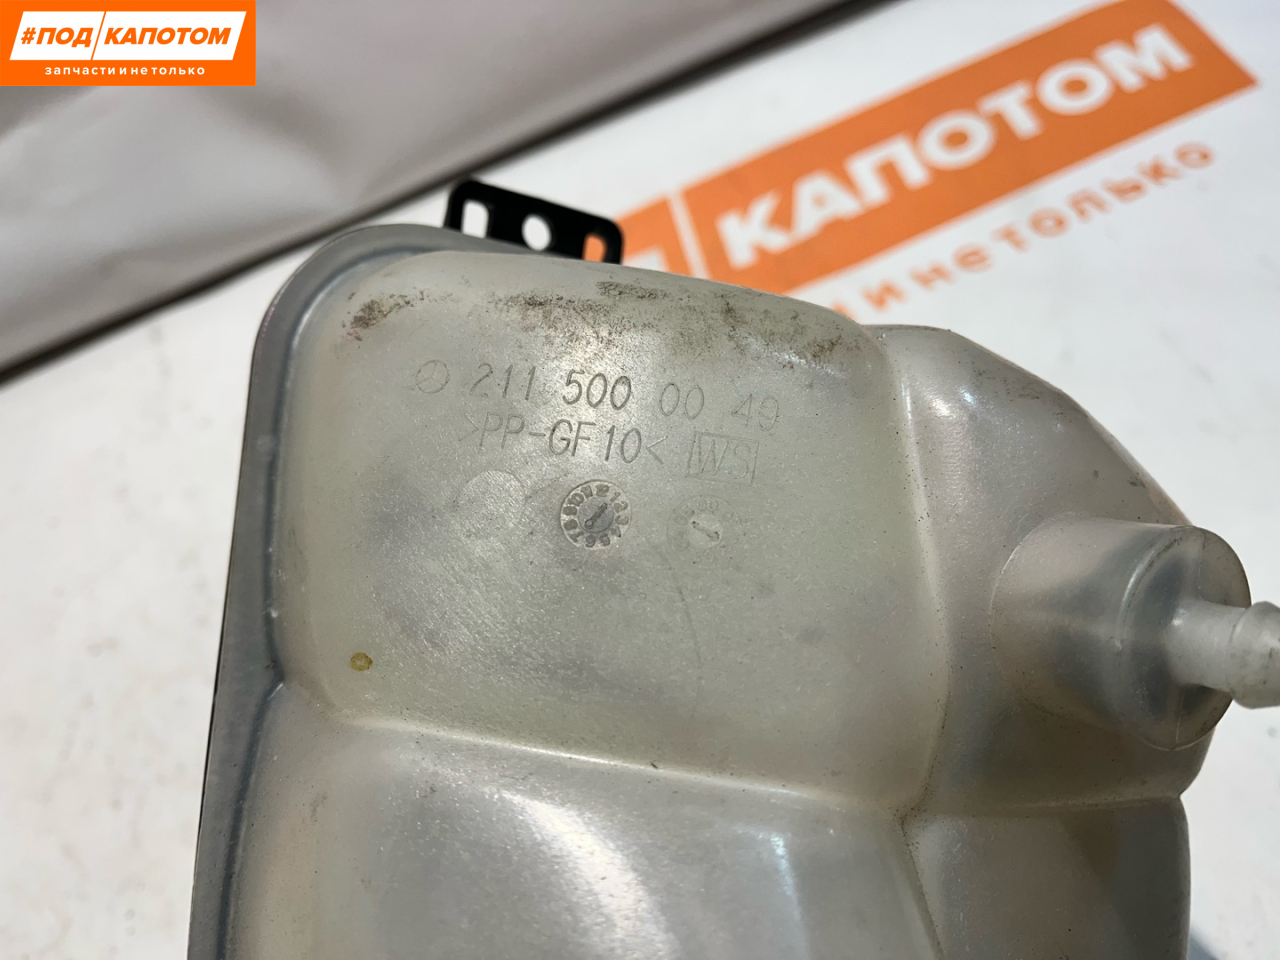 #ПОД КАПОТОМ
запчасти и не только
КАПОТОМ
и не только
211 500 00 49
>PP-GF10<
WS